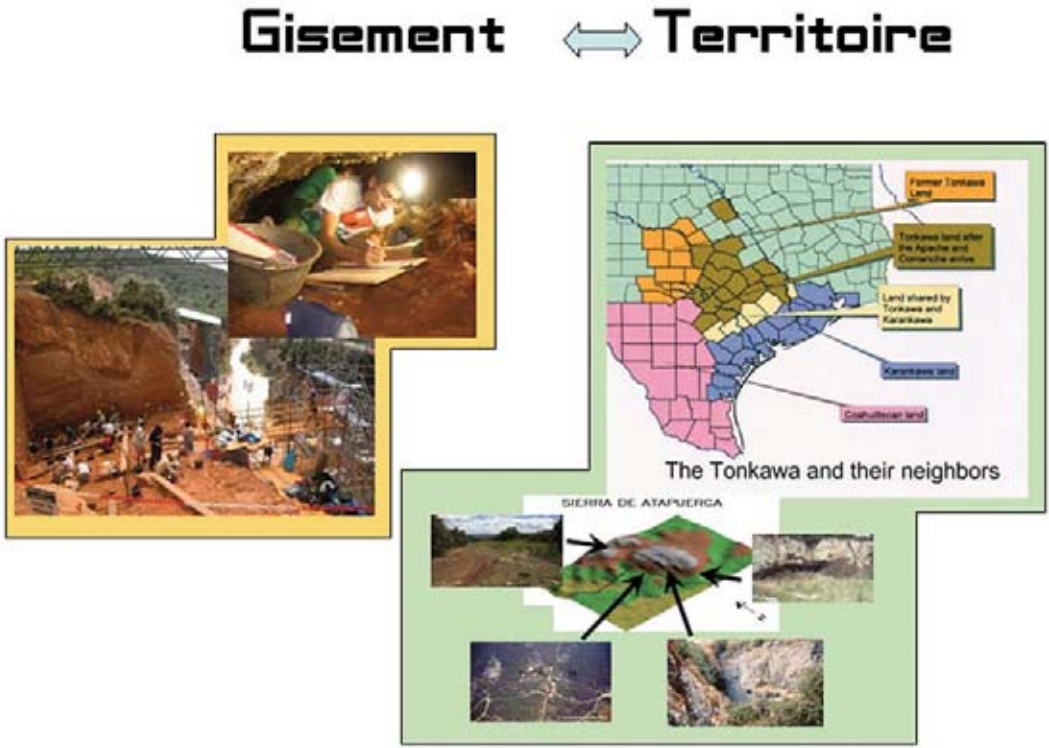 Gisement Territoire
Former Tonkawa
Land
Tonkawa land after
the Apache and
Comanche arrive
Land shared by
Tonkawa and
Karankawa
Karankawa land
Coahuiltecan land
The Tonkawa and their neighbors
SIERRA DE ATAPUERCA